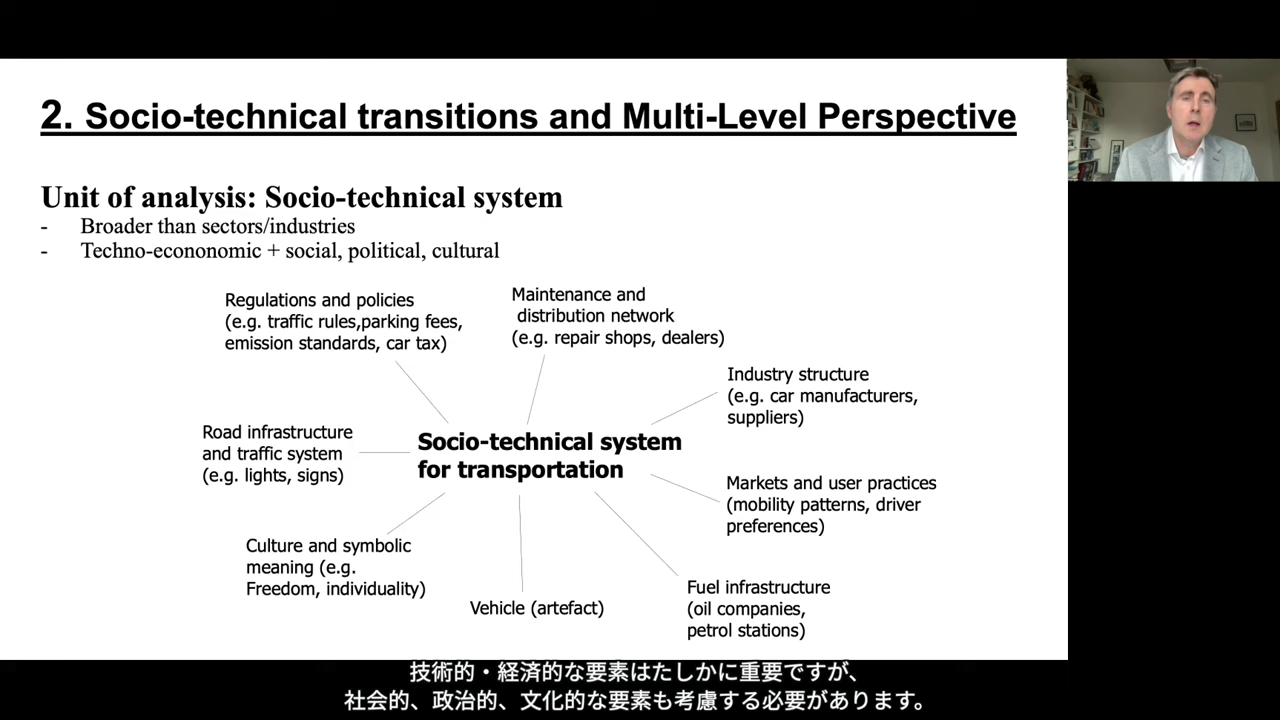 2. Socio-technical transitions and Multi-Level Perspective
Unit of analysis: Socio-technical system
- Broader than sectors/industries
- Techno-econonomic + social, political, cultural
Regulations and policies
(e.g. traffic rules,parking fees,
emission standards, car tax)
Maintenance and
distribution network
(e.g. repair shops, dealers)
Industry structure
(e.g. car manufacturers,
suppliers)
Road infrastructure
and traffic system
(e.g. lights, signs)
Socio-technical system
for transportation
Markets and user practices
(mobility patterns, driver
preferences)
Culture and symbolic
meaning (e.g.
Freedom, individuality)
Vehicle (artefact)
Fuel infrastructure
(oil companies,
petrol stations)
技術的・経済的な要素はたしかに重要ですが、
社会的、政治的、文化的な要素も考慮する必要があります。